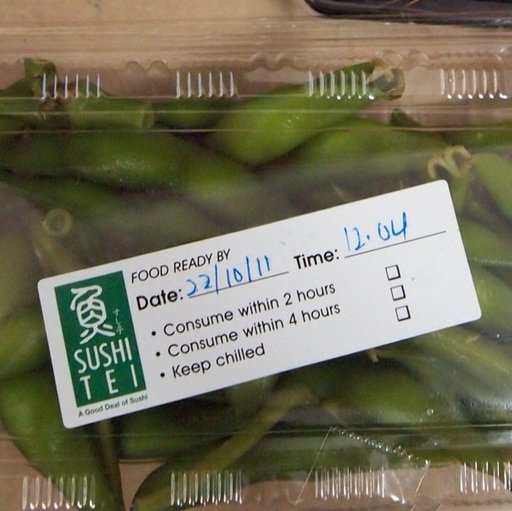 FOOD READY BY
Date: 22/10/11 Time: 12.04
• Consume within 2 hours
• Consume within 4 hours
• Keep chilled
SUSHI
TEI
A Good Deal of Sushi